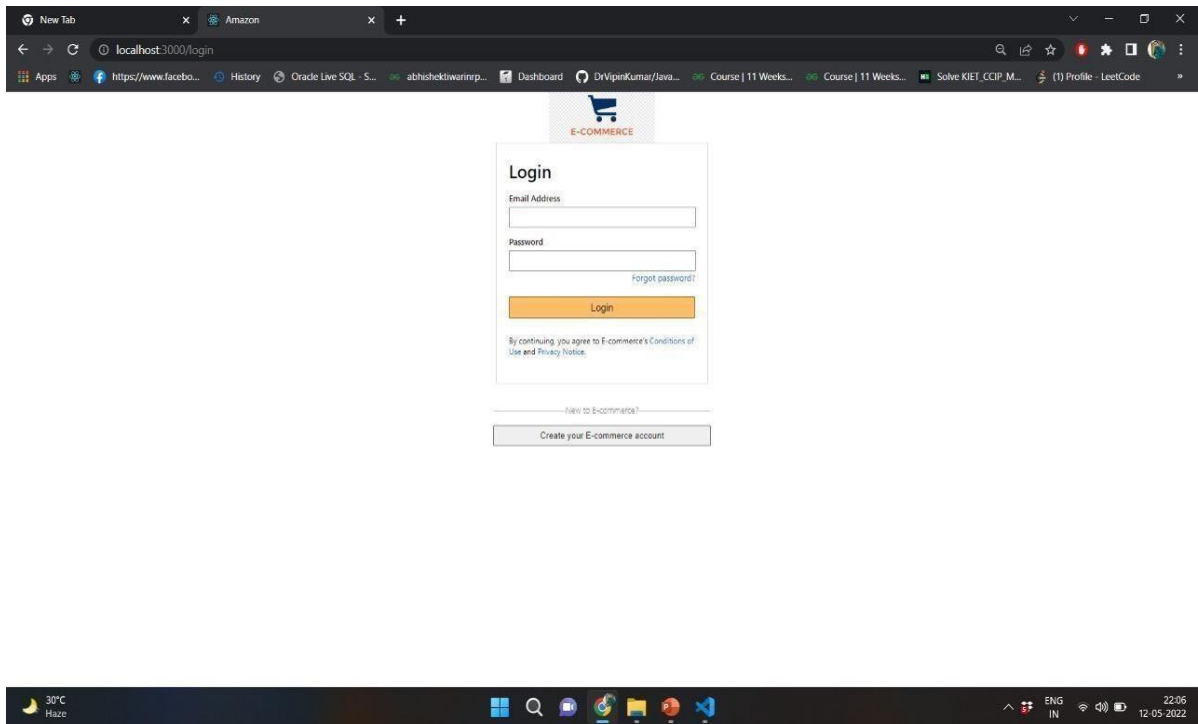 New Tab
Amazon
localhost:3000/login
Apps
https://www.facebo...
History
Oracle Live SQL - S...
abhishektiwarinrp...
Dashboard
DrVipinKumar/Java...
Course | 11 Weeks...
Course | 11 Weeks...
Solve KIET_CCIP_M...
(1) Profile - LeetCode
»
E-COMMERCE
Login
Email Address
Password
Forgot password?
Login
By continuing, you agree to E-commerce's Conditions of
Use and Privacy Notice.
New to E-commerce?
Create your E-commerce account
30°C
Haze
ENG
IN
22:06
12-05-2022